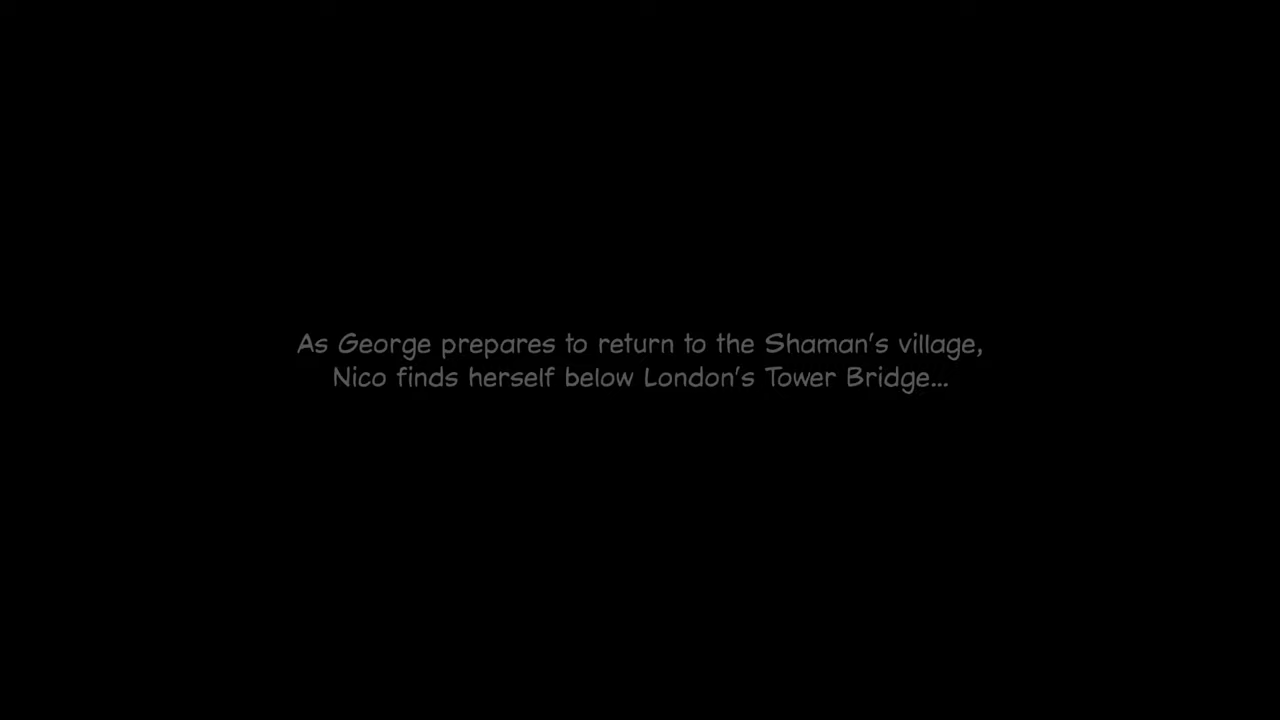 As George prepares to return to the Shaman's village,
Nico finds herself below London's Tower Bridge...